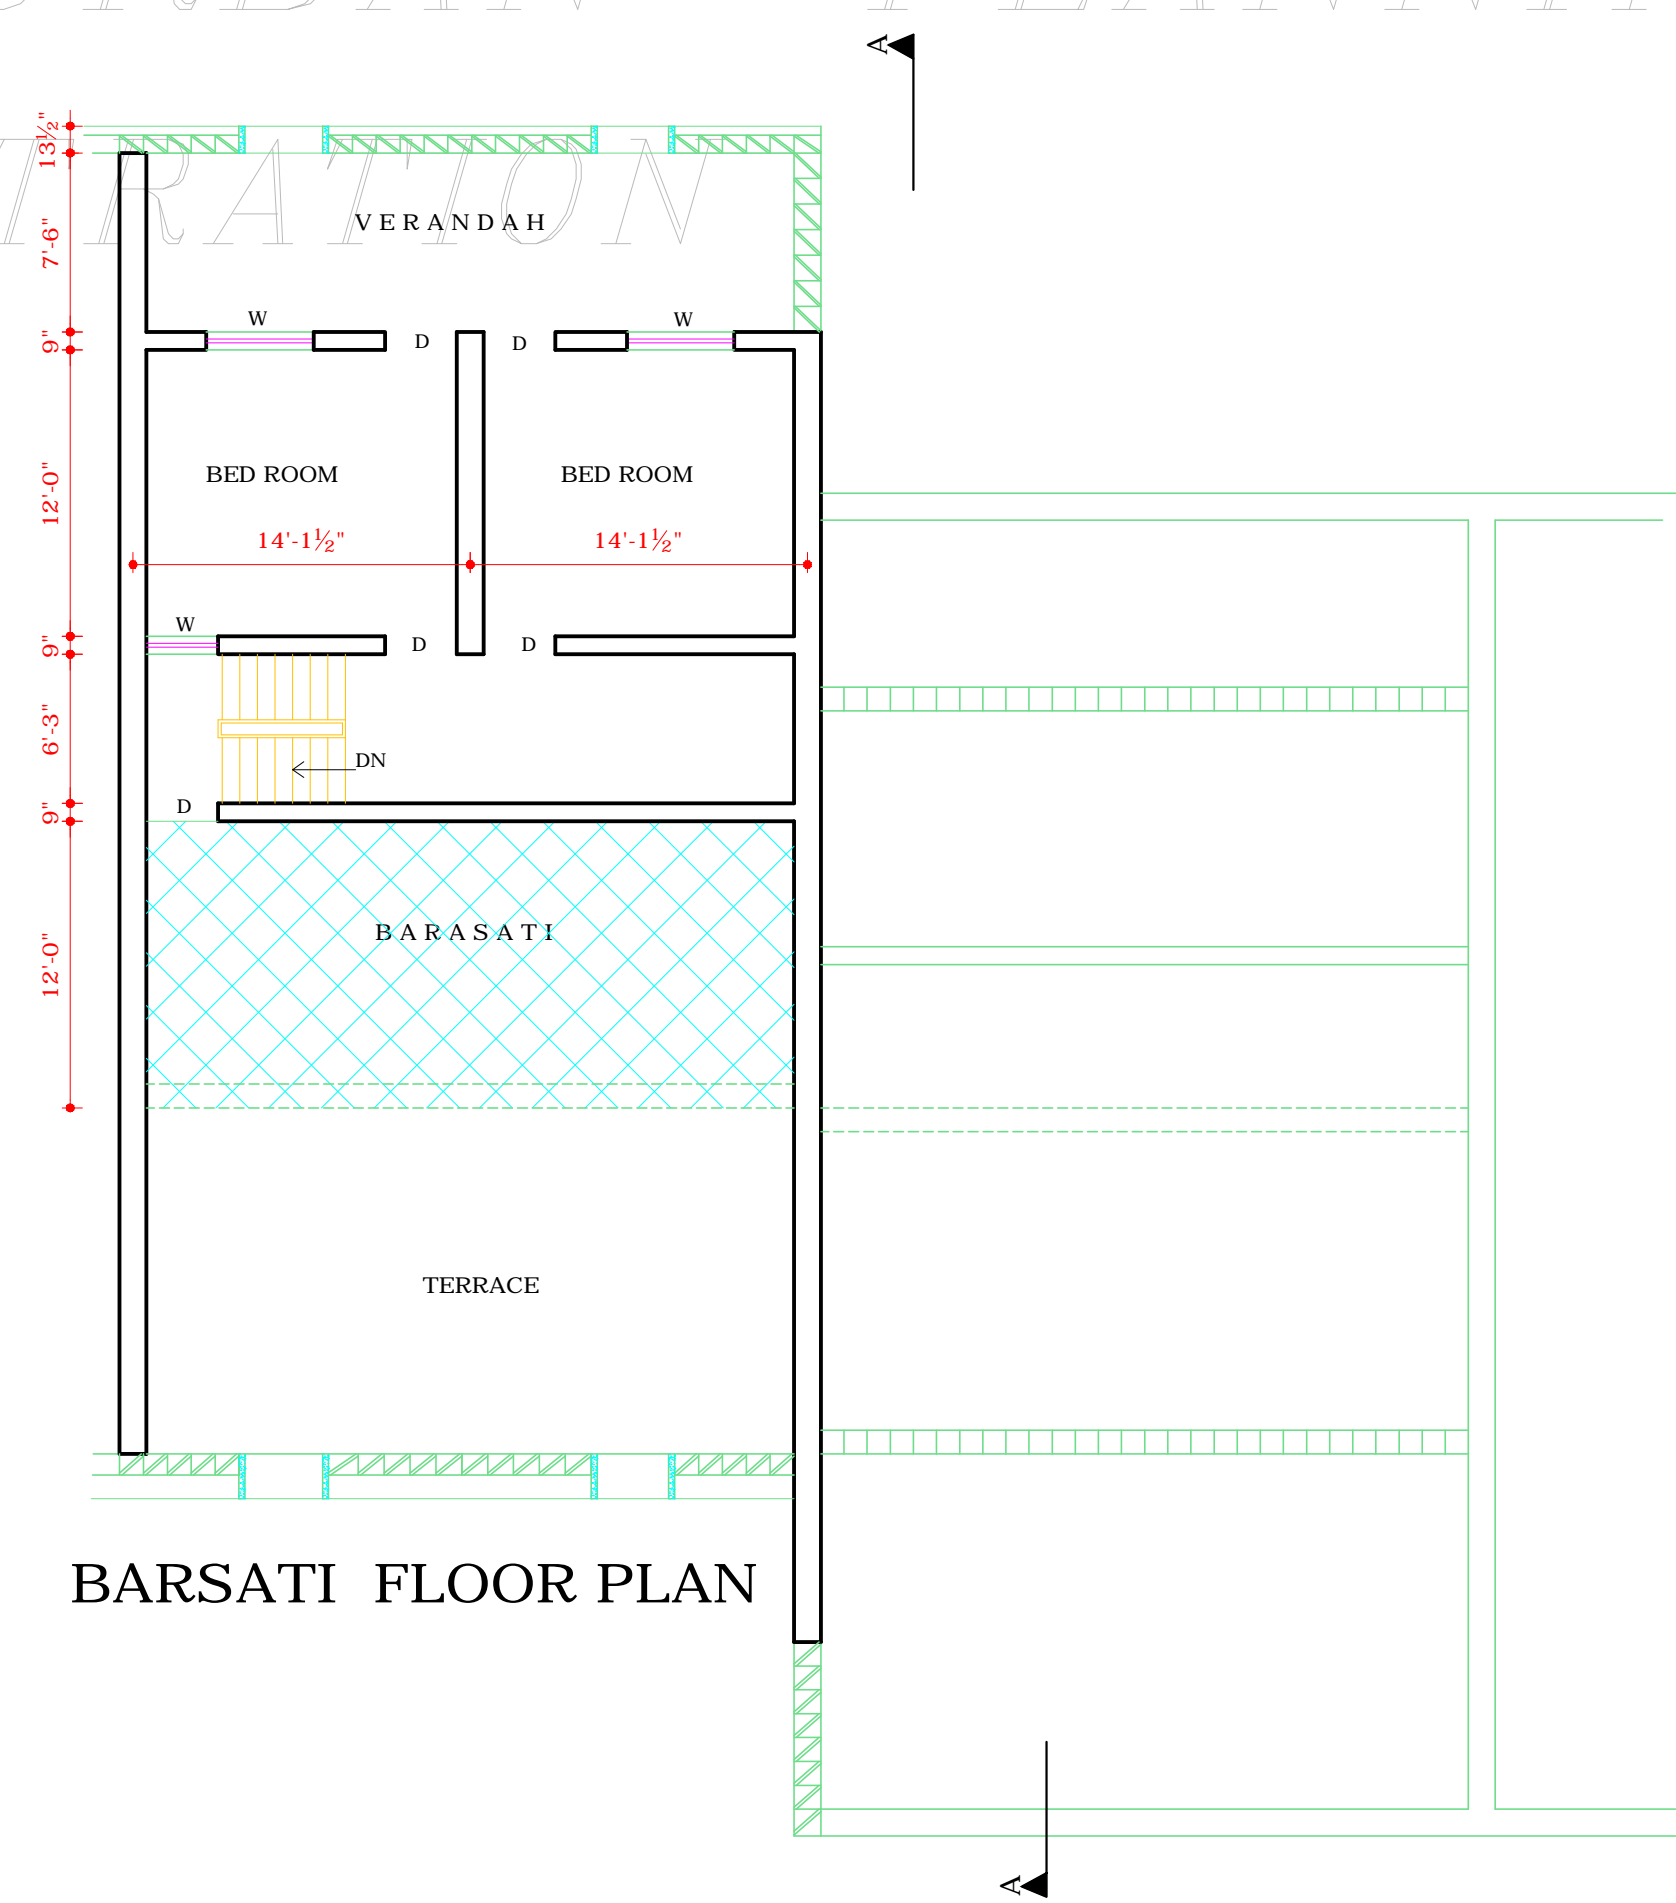 A
13½"
TRATION
VERANDAH
7'-6"
W
W
9"
D
D
BED ROOM
BED ROOM
12'-0"
14'-1½"
14'-1½"
W
9"
D
D
6'-3"
DN
9"
D
BARASATI
12'-0"
TERRACE
BARSATI FLOOR PLAN
A